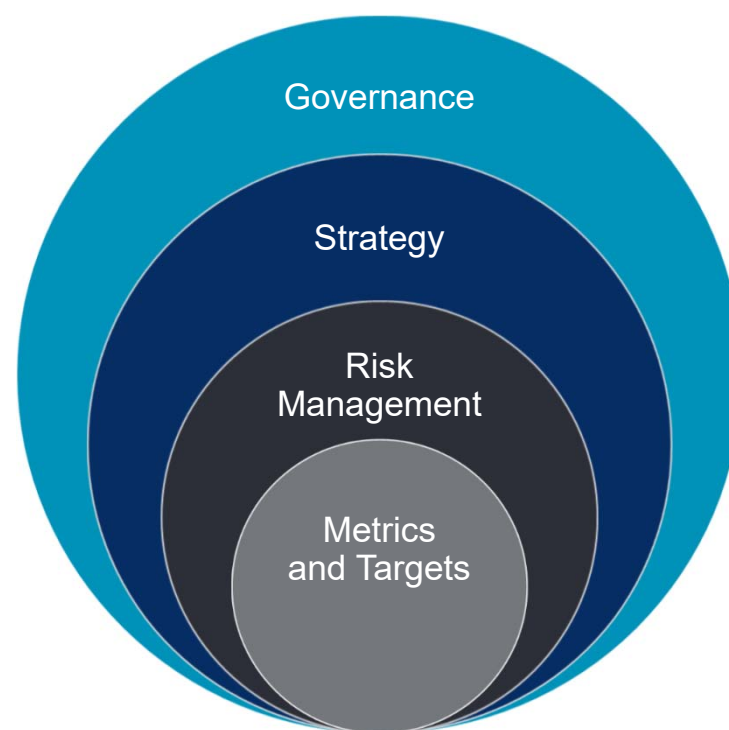 Governance
Strategy
Risk
Management
Metrics
and Targets